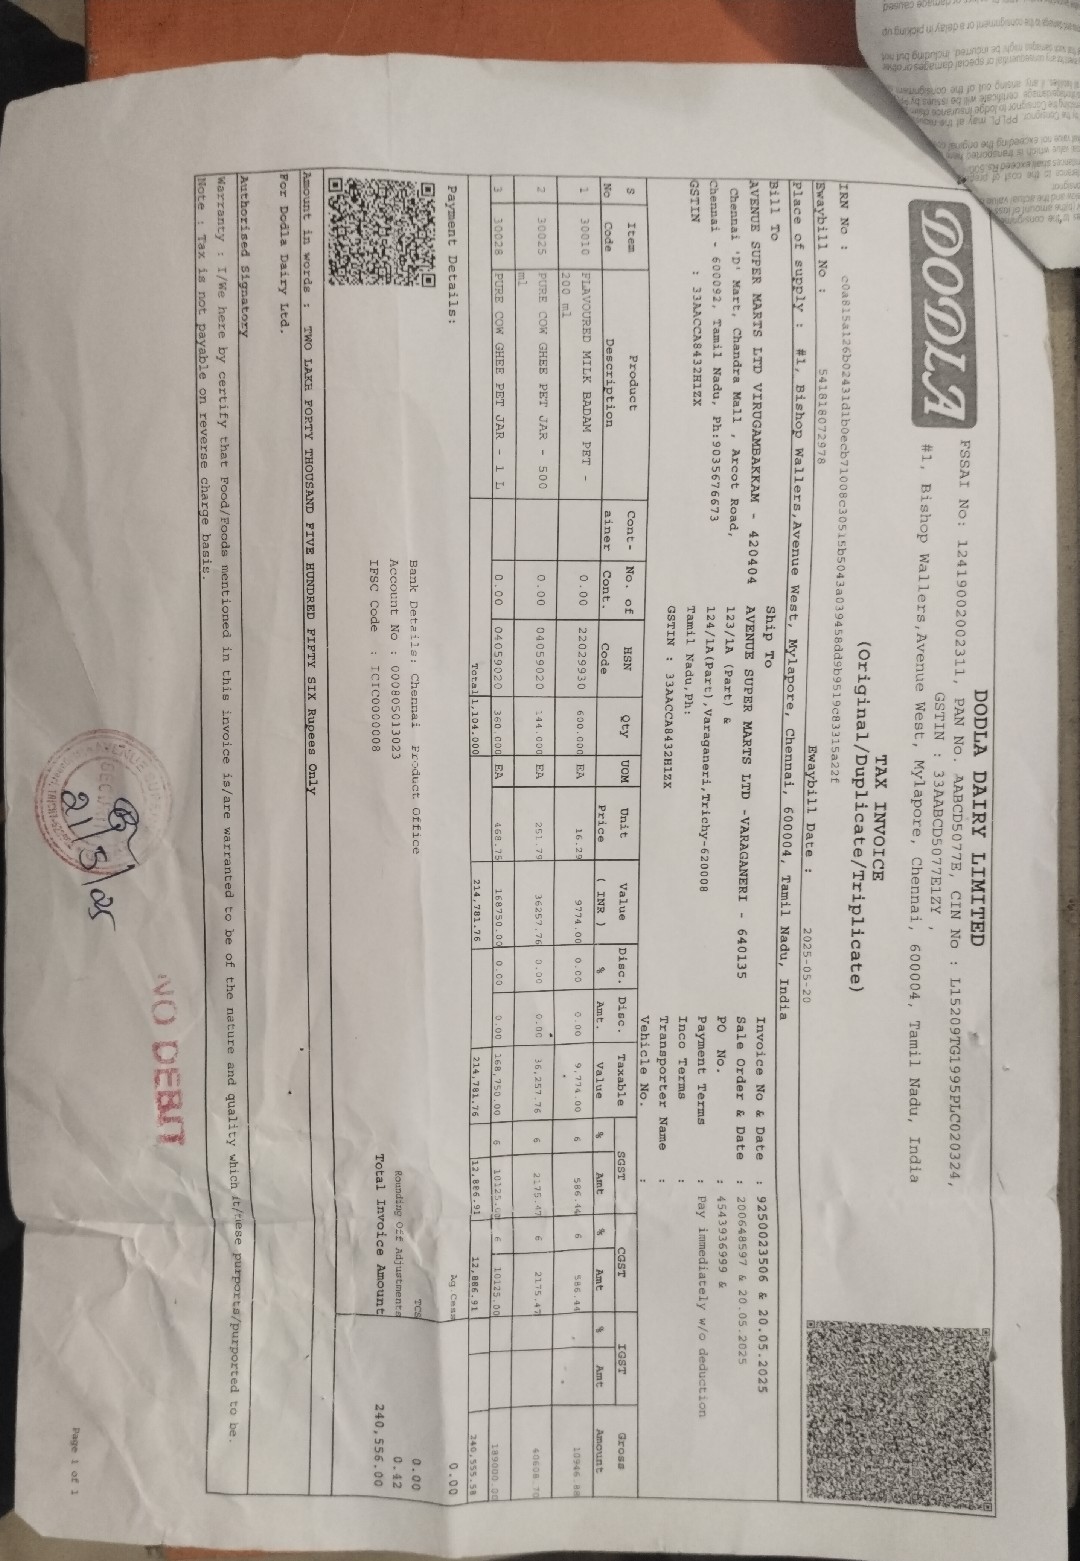 DODLA
DODLA DAIRY LIMITED
FSSAI No: 12419002002311, PAN No. AABCD5077E, CIN No : L15209TG1995PLC020324,
GSTIN : 33AABCD5077E1ZY ,
#1, Bishop Wallers,Avenue West, Mylapore, Chennai, 600004, Tamil Nadu, India
TAX INVOICE
(Original/Duplicate/Triplicate)
IRN No : c0a815a126b02431d1b0ecb71008c30515b5043a039458dd9b9519c83315a22f
Ewaybill No : 541818072978 Ewaybill Date : 2025-05-20
Place of supply : #1, Bishop Wallers,Avenue West, Mylapore, Chennai, 600004, Tamil Nadu, India
Bill To
AVENUE SUPER MARTS LTD VIRUGAMBAKKAM - 420404
Chennai 'D' Mart, Chandra Mall , Arcot Road,
Chennai - 600092, Tamil Nadu, Ph:9035676673
GSTIN : 33AACCA8432H1ZX
Ship To
AVENUE SUPER MARTS LTD -VARAGANERI - 640135
123/1A (Part) &
124/1A(Part),Varaganeri,Trichy-620008
Tamil Nadu,Ph:
GSTIN : 33AACCA8432H1ZX
Invoice No & Date : 9250023506 & 20.05.2025
Sale Order & Date : 200648597 & 20.05.2025
PO No. : 4543936999 &
Payment Terms : Pay immediately w/o deduction
Inco Terms :
Transporter Name :
Vehicle No. :
S No Item Code Product Description Cont-ainer No. of Cont. HSN Code Qty UOM Unit Price Value ( INR ) Disc. % Disc. Amt. Taxable Value SGST % Amt CGST % Amt IGST % Amt Gross Amount
1 30010 FLAVOURED MILK BADAM PET - 0.00 22029930 600.000 EA 16.29 9774.00 0.00 0.00 9,774.00 6 586.44 6 586.44 10946.88
200 ml
2 30025 PURE COW GHEE PET JAR - 500 0.00 04059020 144.000 EA 251.79 36257.76 0.00 0.00 36,257.76 6 2175.47 6 2175.47 40608.70
ml
3 30028 PURE COW GHEE PET JAR - 1 L 0.00 04059020 360.000 EA 468.75 168750.00 0.00 0.00 168,750.00 6 10125.00 6 10125.00 189000.00
Total 1,104.000 214,781.76 214,781.76 12,886.91 12,886.91 240,555.58
Payment Details:
Ag Cess 0.00
Bank Details: Chennai Product Office
TCS 0.00
Account No : 000805013023
Rounding Off Adjustments 0.42
IFSC Code : ICIC0000008
Total Invoice Amount 240,556.00
Amount in words : TWO LAKH FORTY THOUSAND FIVE HUNDRED FIFTY SIX Rupees Only
For Dodla Dairy Ltd.
Authorised Signatory
Warranty : I/We here by certify that Food/Foods mentioned in this invoice is/are warranted to be of the nature and quality which it/these purports/purported to be.
Note : Tax is not payable on reverse charge basis.
NO DEBIT
21/5/25
Page 1 of 1